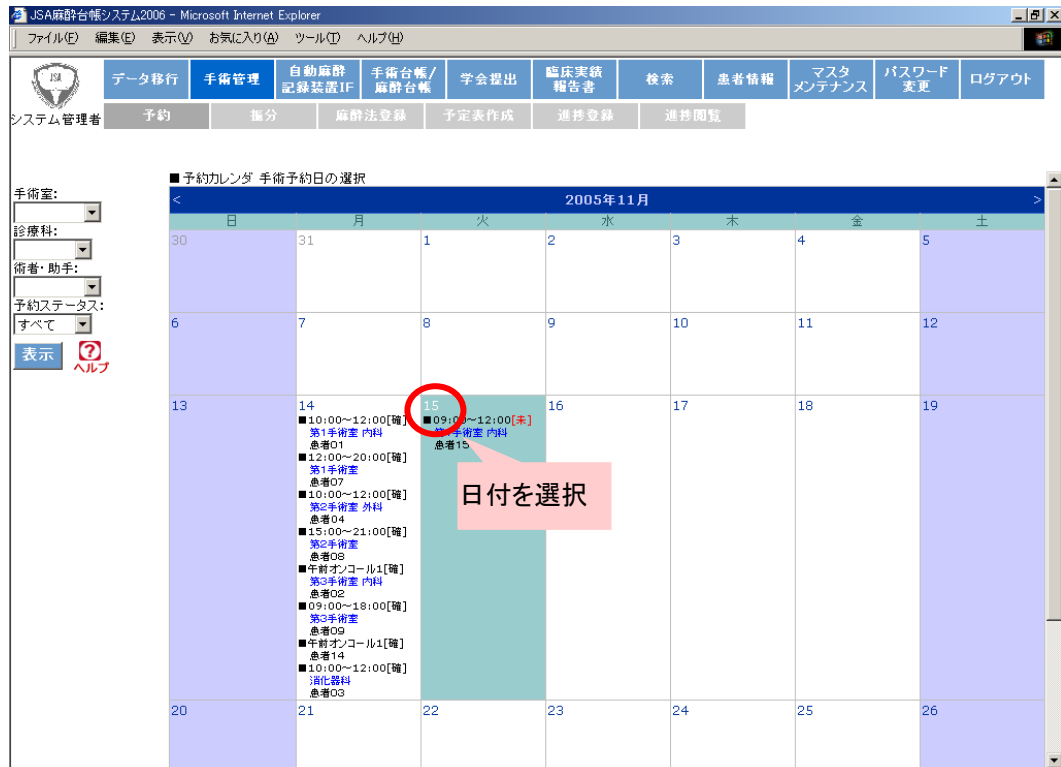 JSA麻酔台帳システム2006 - Microsoft Internet Explorer
ファイル(F) 編集(E) 表示(V) お気に入り(A) ツール(T) ヘルプ(H)
JSA
データ移行 手術管理 自動麻酔記録装置IF 手術台帳/麻酔台帳 学会提出 臨床実績報告書 検索 患者情報 マスタメンテナンス パスワード変更 ログアウト
システム管理者 予約 振分 麻酔法登録 予定表作成 進捗登録 進捗閲覧
■予約カレンダ 手術予約日の選択
手術室:
診療科:
術者・助手:
予約ステータス:
すべて
表示
?
ヘルプ
< 2005年11月 >
日 月 火 水 木 金 土
30 31 1 2 3 4 5
6 7 8 9 10 11 12
13 14 15 16 17 18 19
■10:00～12:00[確]
第1手術室 内科
患者01
■12:00～20:00[確]
第1手術室
患者07
■10:00～12:00[確]
第2手術室 外科
患者04
■15:00～21:00[確]
第2手術室
患者08
■午前オンコール1[確]
第3手術室 内科
患者02
■09:00～18:00[確]
第3手術室
患者09
■午前オンコール1[確]
患者14
■10:00～12:00[確]
消化器科
患者03
■09:00～12:00[未]
手術室 内科
患者15
日付を選択
20 21 22 23 24 25 26